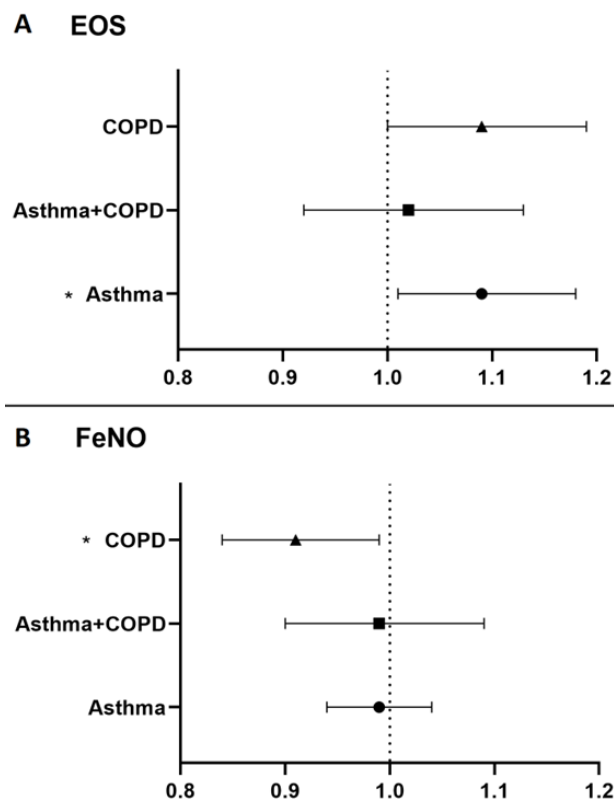 A EOS
COPD
Asthma+COPD
* Asthma
0.8 0.9 1.0 1.1 1.2
B FeNO
* COPD
Asthma+COPD
Asthma
0.8 0.9 1.0 1.1 1.2